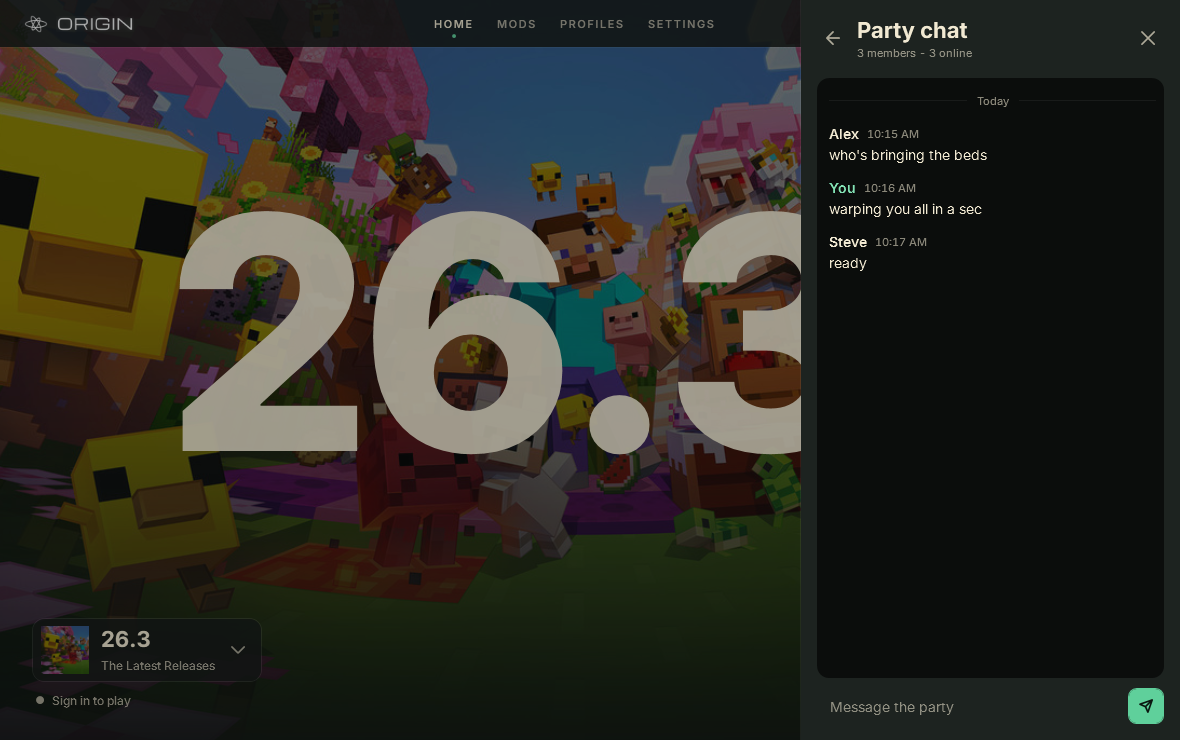 ORIGIN
HOME MODS PROFILES SETTINGS
26.3
26.3
The Latest Releases
Sign in to play
Party chat
3 members - 3 online
Today
Alex 10:15 AM
who's bringing the beds
You 10:16 AM
warping you all in a sec
Steve 10:17 AM
ready
Message the party